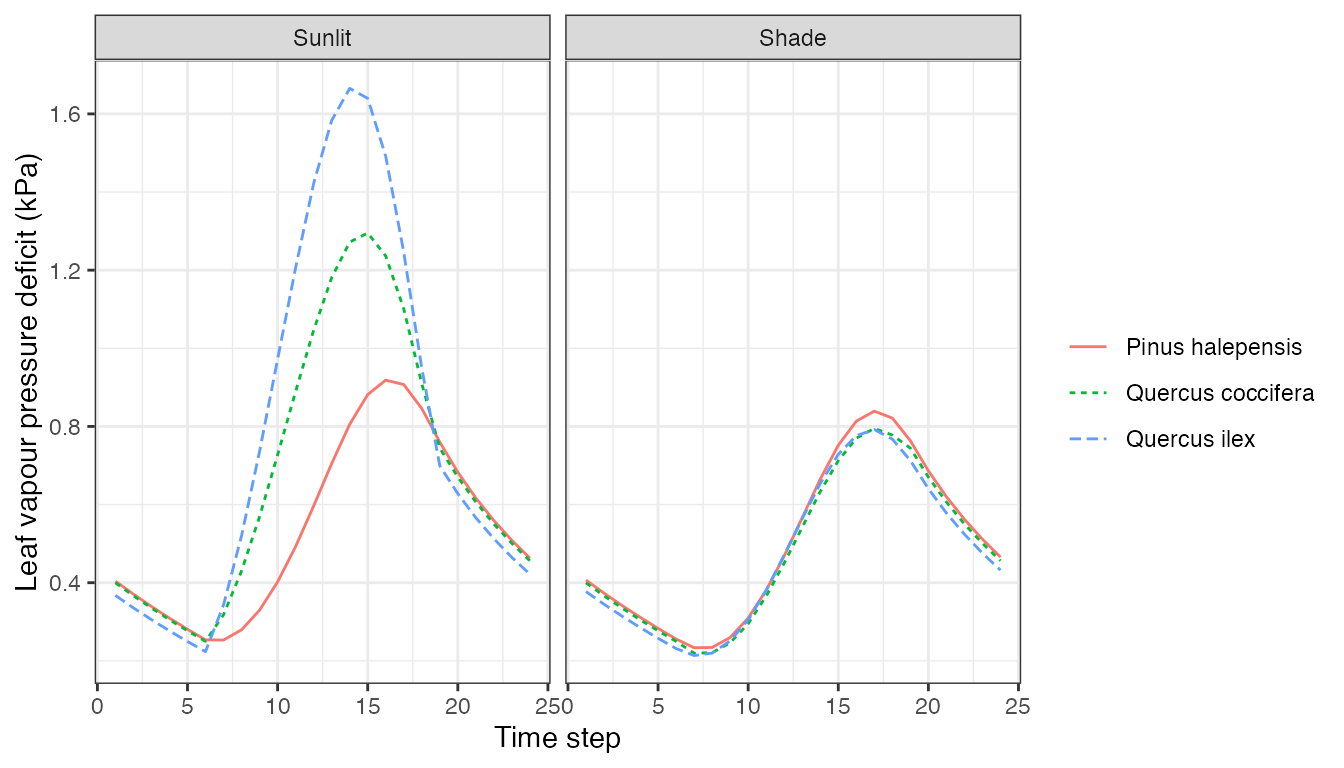 Sunlit
Shade
Leaf vapour pressure deficit (kPa)
1.6
1.2
0.8
0.4
0 5 10 15 20 25
0 5 10 15 20 25
Time step
Pinus halepensis
Quercus coccifera
Quercus ilex